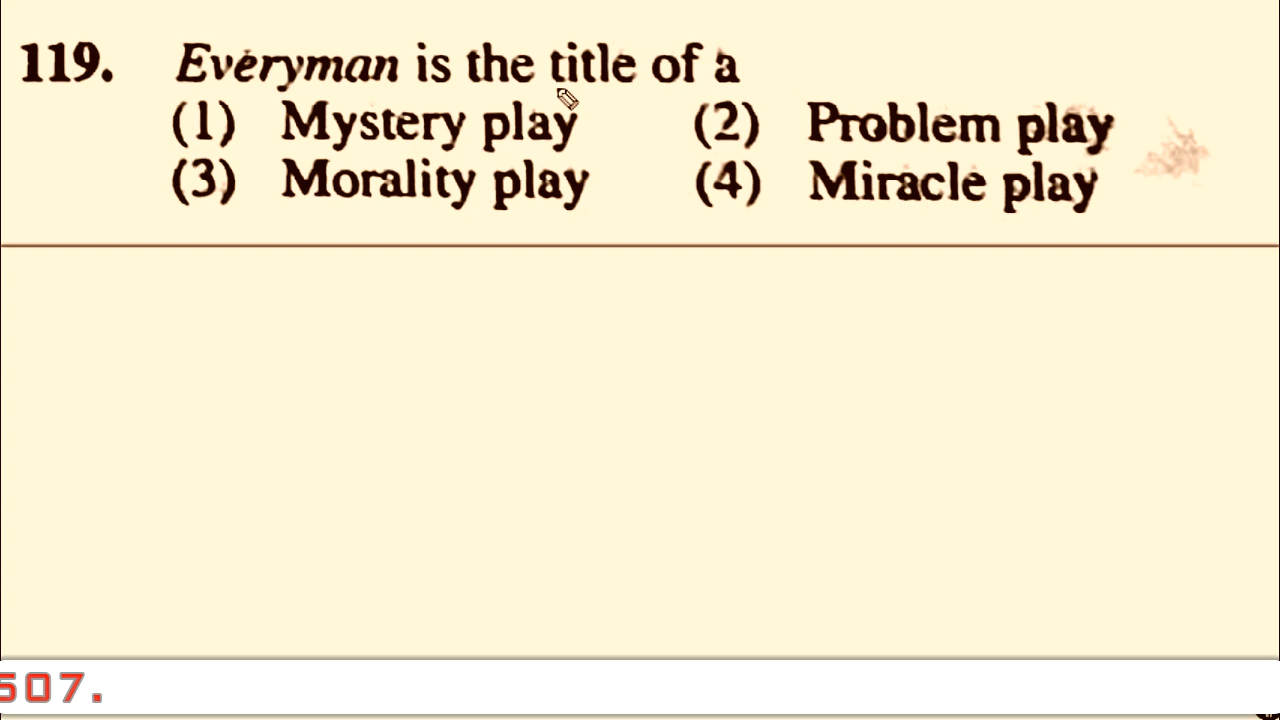 119. Everyman is the title of a
(1) Mystery play (2) Problem play
(3) Morality play (4) Miracle play
507.